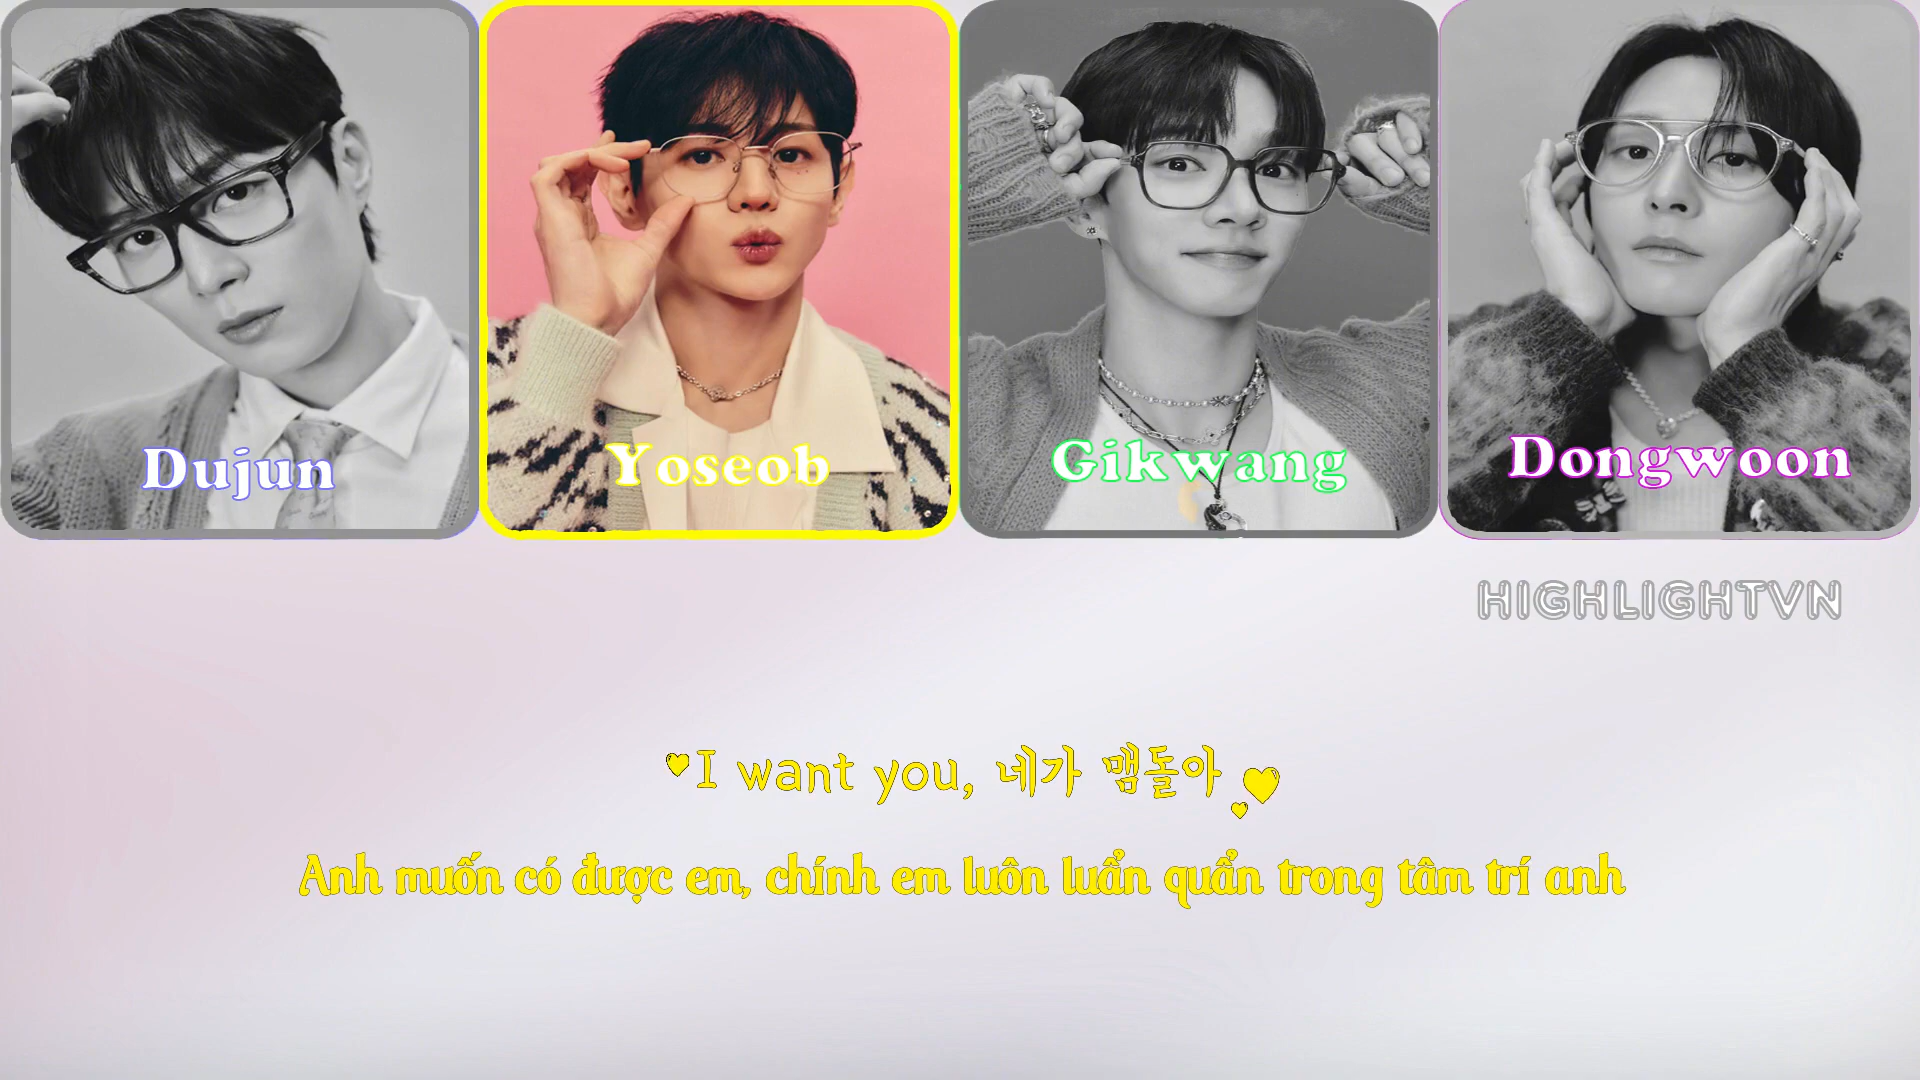 Dujun
Yoseob
Gikwang
Dongwoon
HIGHLIGHTVN
I want you, 네가 맴돌아
Anh muốn có được em, chính em luôn luẩn quẩn trong tâm trí anh